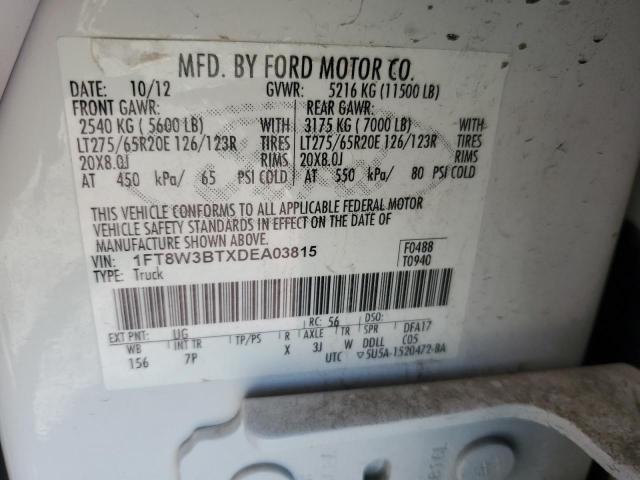 MFD. BY FORD MOTOR CO.
DATE: 10/12 GVWR: 5216 KG (11500 LB)
FRONT GAWR: REAR GAWR:
2540 KG ( 5600 LB) WITH 3175 KG ( 7000 LB) WITH
LT275/65R20E 126/123R TIRES LT275/65R20E 126/123R TIRES
20X8.0J RIMS 20X8.0J RIMS
AT 450 kPa/ 65 PSI COLD AT 550 kPa/ 80 PSI COLD
THIS VEHICLE CONFORMS TO ALL APPLICABLE FEDERAL MOTOR
VEHICLE SAFETY STANDARDS IN EFFECT ON THE DATE OF
MANUFACTURE SHOWN ABOVE.
VIN: 1FT8W3BTXDEA03815 F0488
TYPE: Truck T0940
RC: 56 DSO:
EXT PNT: UG
WB INT TR TP/PS R AXLE TR SPR DFA17
156 7P X 3J W DDLL C05
UTC ▽5U5A-1520472-BA